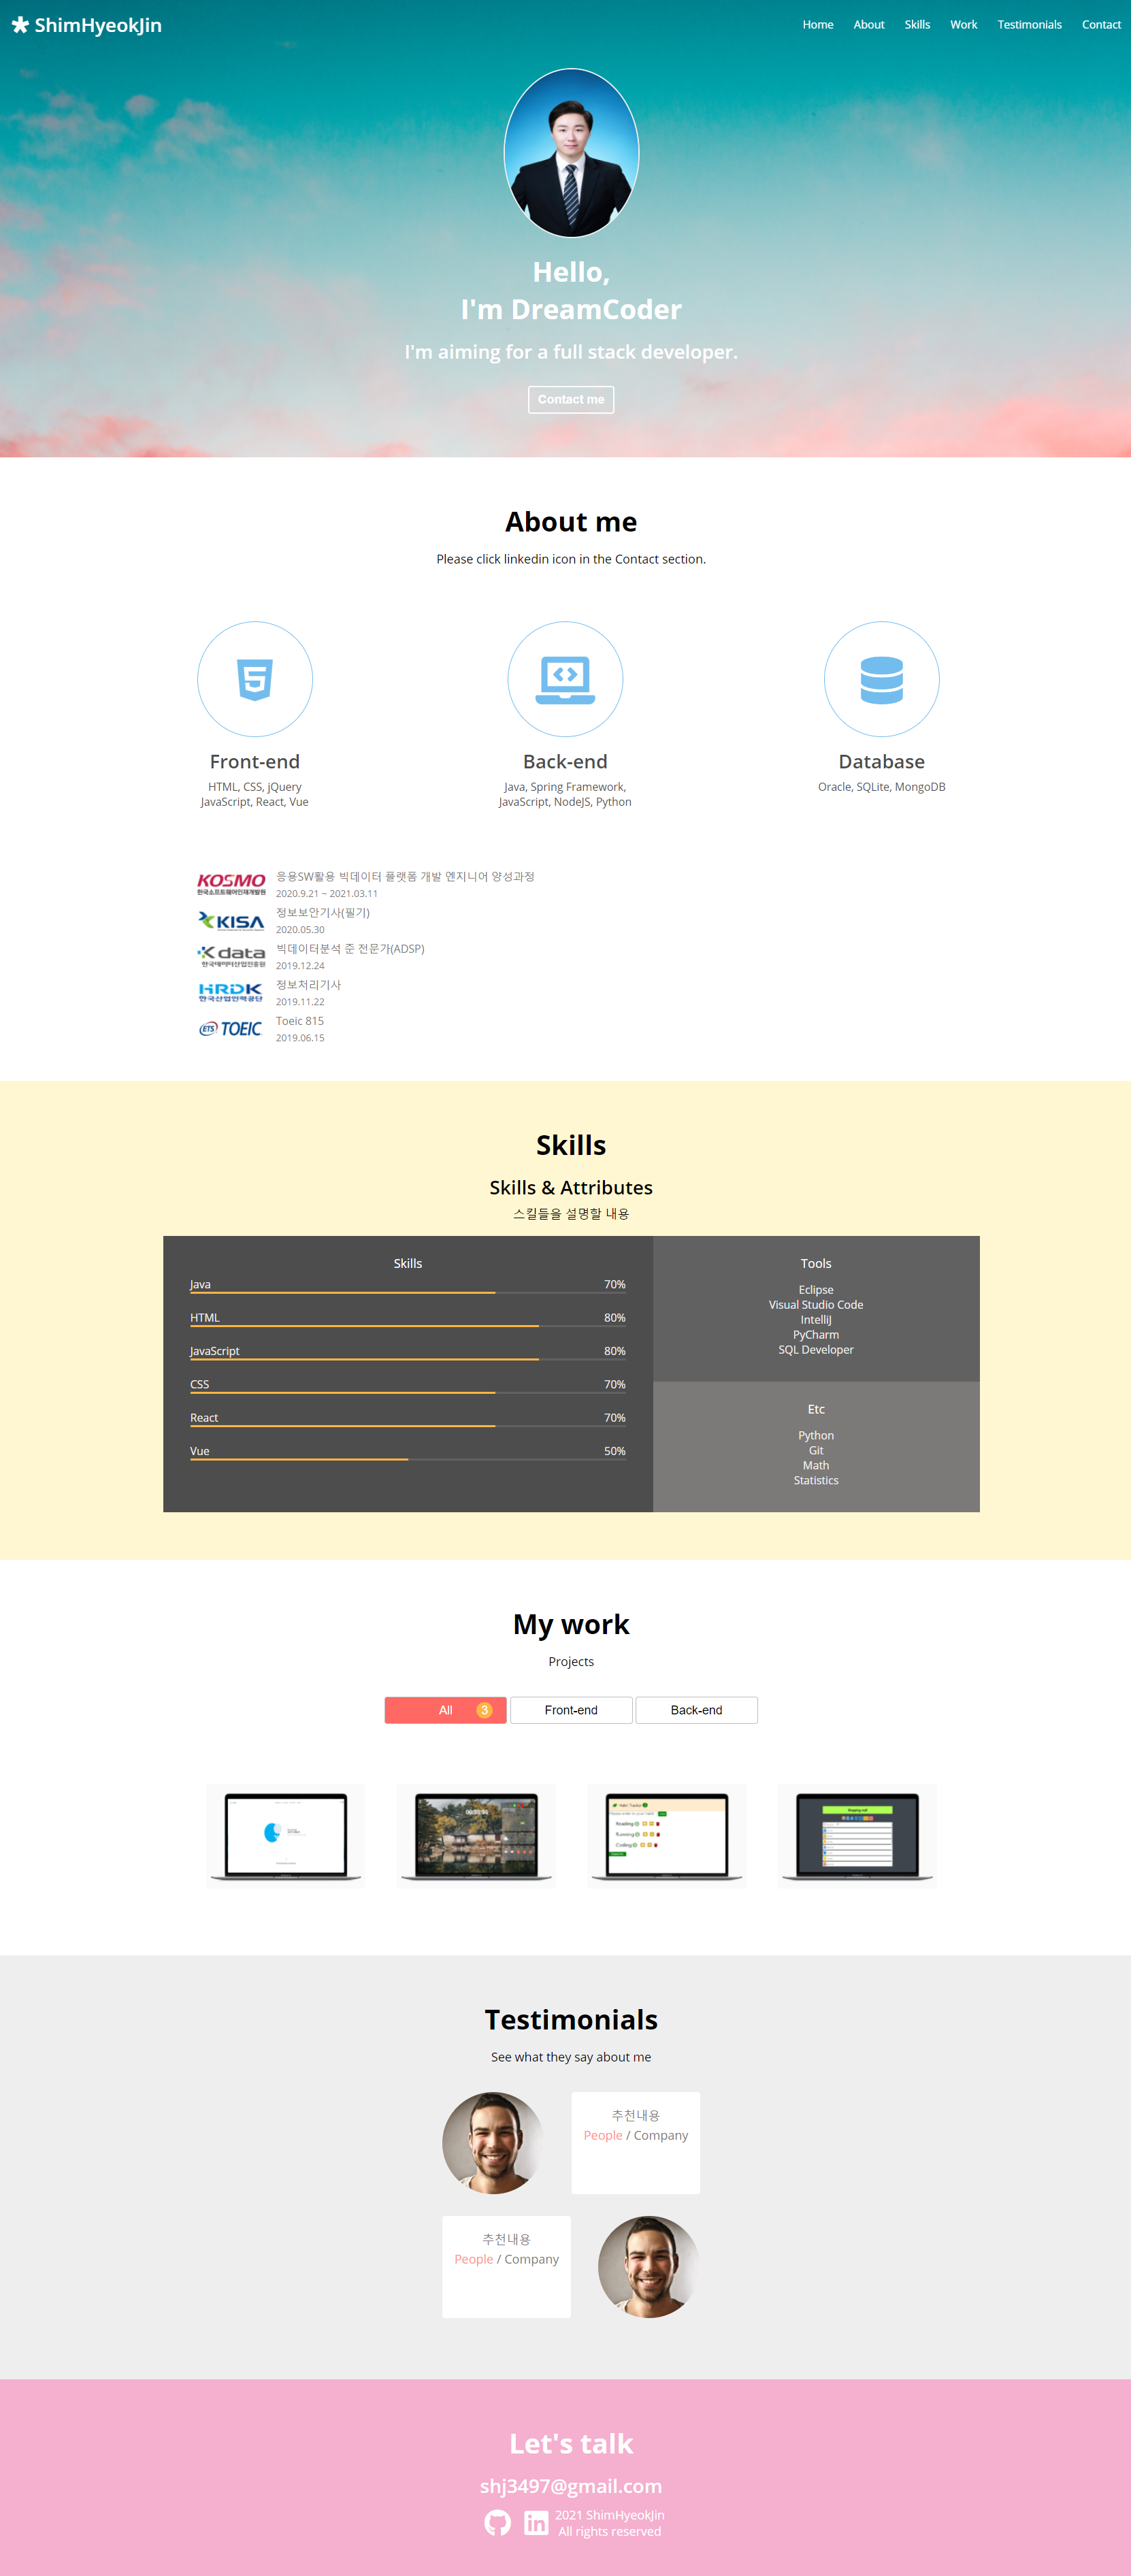 ShimHyeokJin
Home About Skills Work Testimonials Contact
Hello,
I'm DreamCoder
I'm aiming for a full stack developer.
Contact me
About me
Please click linkedin icon in the Contact section.
Front-end
HTML, CSS, jQuery
JavaScript, React, Vue
Back-end
Java, Spring Framework,
JavaScript, NodeJS, Python
Database
Oracle, SQLite, MongoDB
KOSMO
한국소프트웨어인재개발원
응용SW활용 빅데이터 플랫폼 개발 엔지니어 양성과정
2020.9.21 ~ 2021.03.11
KISA
정보보안기사(필기)
2020.05.30
K data
한국데이터산업진흥원
빅데이터분석 준 전문가(ADSP)
2019.12.24
HRDK
한국산업인력공단
정보처리기사
2019.11.22
ETS TOEIC
Toeic 815
2019.06.15
Skills
Skills & Attributes
스킬들을 설명할 내용
Skills
Java 70%
HTML 80%
JavaScript 80%
CSS 70%
React 70%
Vue 50%
Tools
Eclipse
Visual Studio Code
IntelliJ
PyCharm
SQL Developer
Etc
Python
Git
Math
Statistics
My work
Projects
All 3
Front-end
Back-end
Habit Tracker
Reading
Running
Coding
Testimonials
See what they say about me
추천내용
People / Company
추천내용
People / Company
Let's talk
shj3497@gmail.com
2021 ShimHyeokJin
All rights reserved